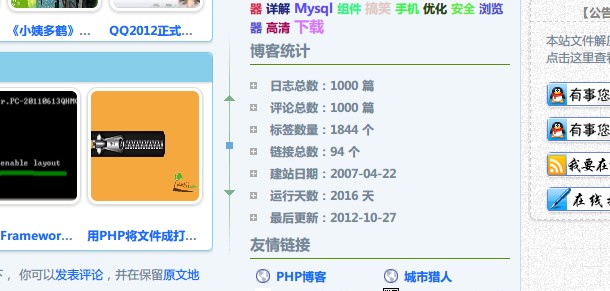 《小姨多鹤》...
QQ2012正式...
r.PC-20110613QHM
enable layout
Framewor...
用PHP将文件成打...
, 你可以发表评论，并在保留原文地
器 详解 Mysql 组件 搞笑 手机 优化 安全 浏览
器 高清 下载
博客统计
日志总数：1000 篇
评论总数：1000 篇
标签数量：1844 个
链接总数：94 个
建站日期：2007-04-22
运行天数：2016 天
最后更新：2012-10-27
友情链接
PHP博客
城市猎人
【公告
本站文件解压
点击这里查看
有事您
有事您
我要在
在线